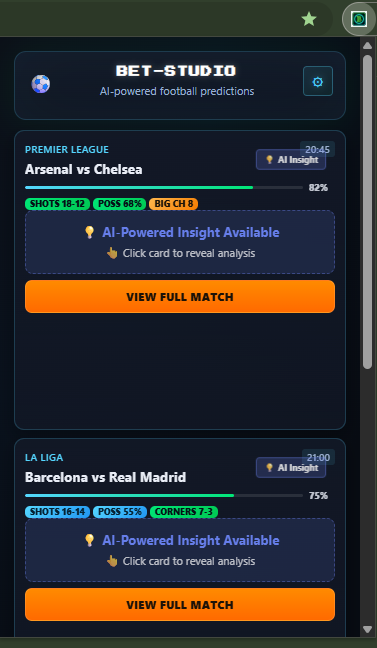 BET-STUDIO
AI-powered football predictions
PREMIER LEAGUE
20:45
💡 AI Insight
Arsenal vs Chelsea
82%
SHOTS 18-12 POSS 68% BIG CH 8
💡 AI-Powered Insight Available
👆 Click card to reveal analysis
VIEW FULL MATCH
LA LIGA
21:00
💡 AI Insight
Barcelona vs Real Madrid
75%
SHOTS 16-14 POSS 55% CORNERS 7-3
💡 AI-Powered Insight Available
👆 Click card to reveal analysis
VIEW FULL MATCH